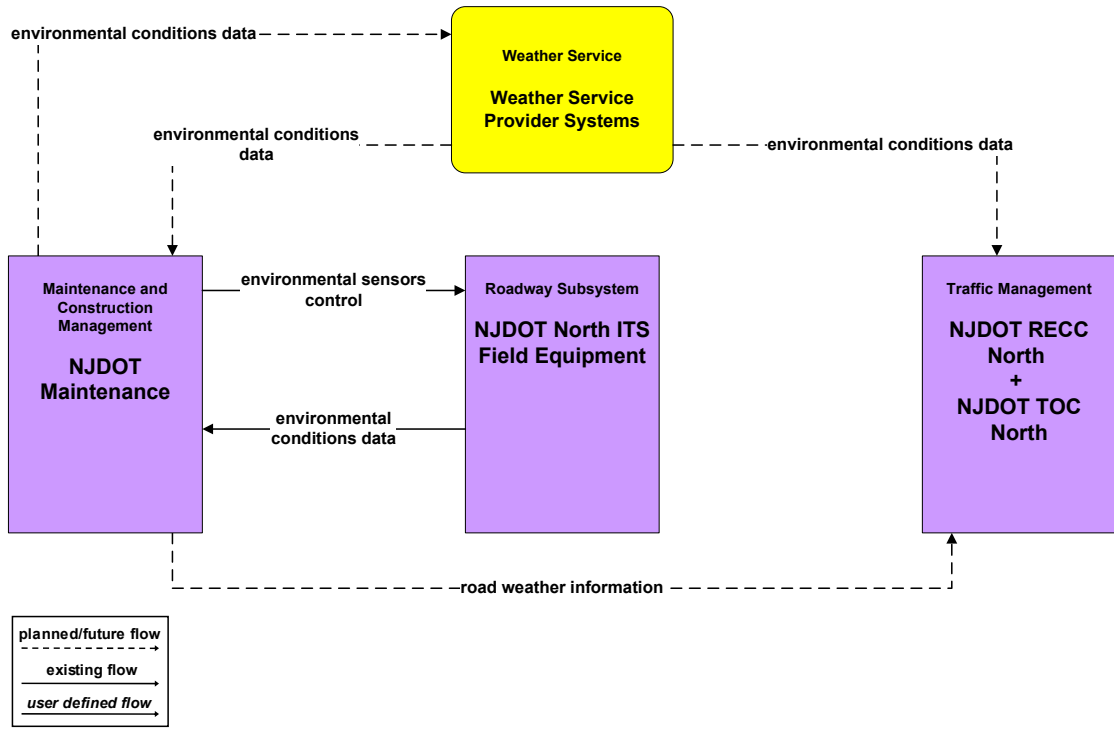 environmental conditions data
Weather Service
Weather Service
Provider Systems
environmental conditions
data
environmental conditions data
Maintenance and
Construction
Management
NJDOT
Maintenance
environmental sensors
control
Roadway Subsystem
NJDOT North ITS
Field Equipment
Traffic Management
NJDOT RECC
North
+
NJDOT TOC
North
environmental
conditions data
road weather information
planned/future flow
existing flow
user defined flow